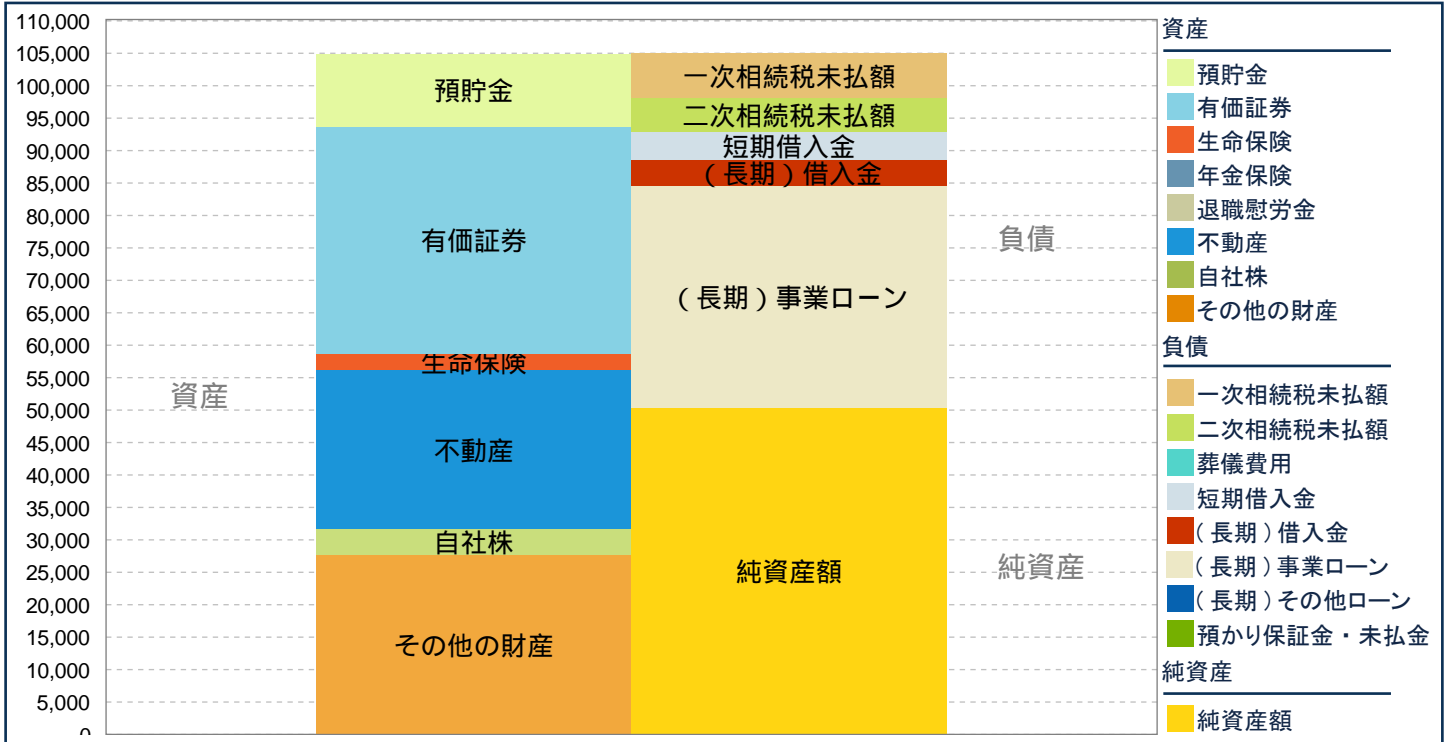 110,000
105,000
100,000
95,000
90,000
85,000
80,000
75,000
70,000
65,000
60,000
55,000
50,000
45,000
40,000
35,000
30,000
25,000
20,000
15,000
10,000
5,000
0
資産
預貯金
有価証券
生命保険
不動産
自社株
その他の財産
一次相続税未払額
二次相続税未払額
短期借入金
(長期)借入金
(長期)事業ローン
純資産額
負債
純資産
資産
預貯金
有価証券
生命保険
年金保険
退職慰労金
不動産
自社株
その他の財産
負債
一次相続税未払額
二次相続税未払額
葬儀費用
短期借入金
(長期)借入金
(長期)事業ローン
(長期)その他ローン
預かり保証金・未払金
純資産
純資産額